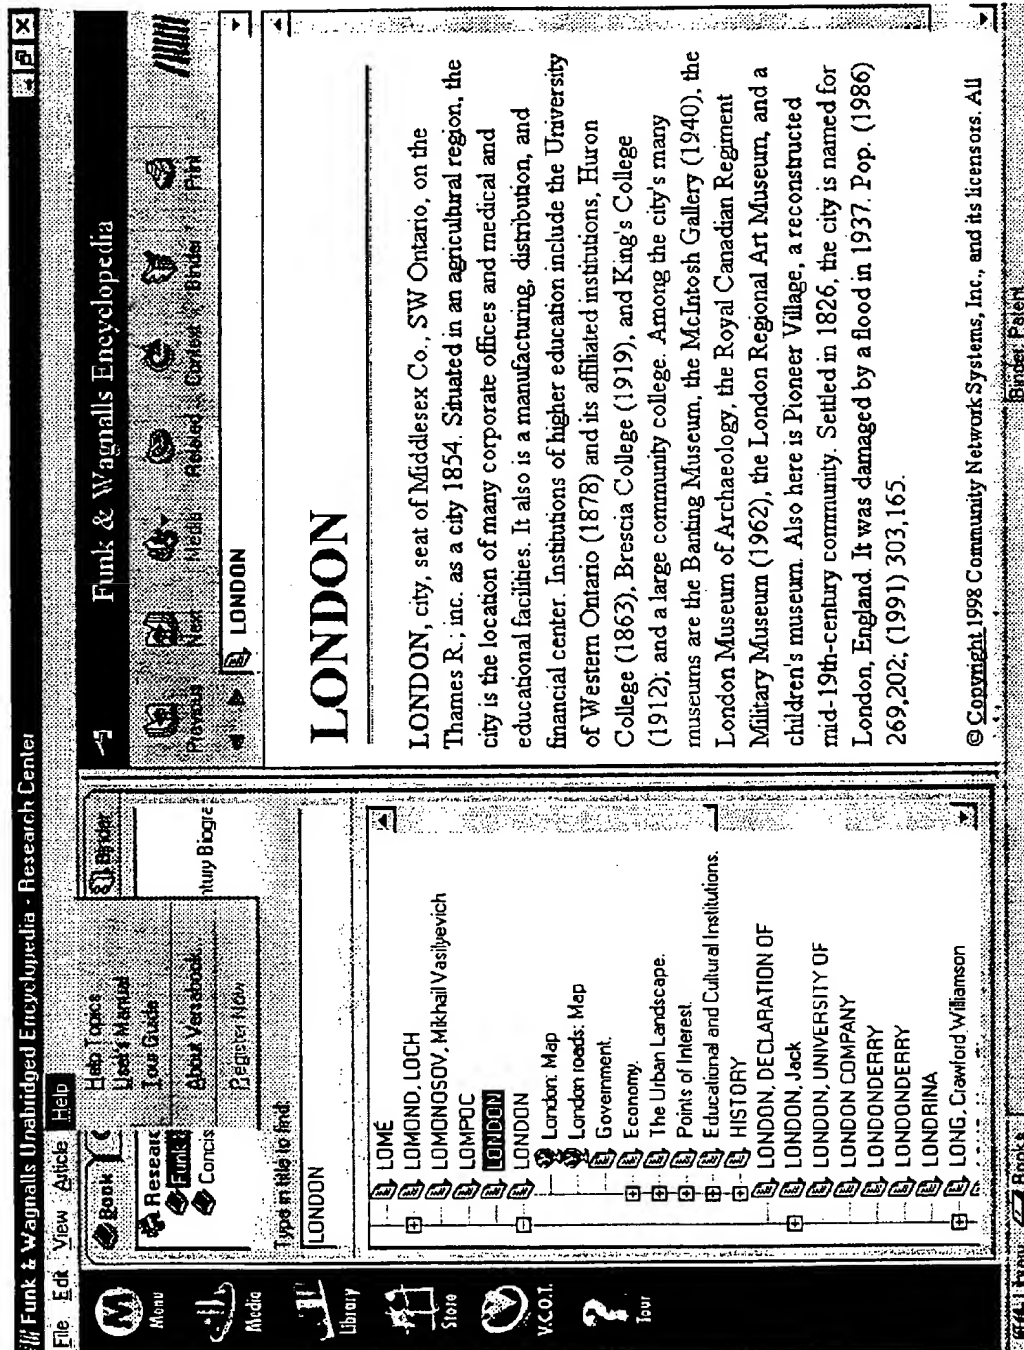 Funk & Wagnalls Unabridged Encyclopedia - Research Center
File Edit View Article Help
Help Topics
User's Manual
Tour Guide
About Versabook...
Register Now
Menu
Media
Library
Store
V.C.O.T.
Tour
Book
Binder
Researc
Funk
Concis
ntury Biogra
Type in title to find:
LONDON
LOMÉ
LOMOND, LOCH
LOMONOSOV, Mikhail Vasilyevich
LOMPOC
LONDON
LONDON
London: Map
London roads: Map
Government.
Economy.
The Urban Landscape.
Points of Interest.
Educational and Cultural Institutions.
HISTORY
LONDON, DECLARATION OF
LONDON, Jack
LONDON, UNIVERSITY OF
LONDON COMPANY
LONDONDERRY
LONDONDERRY
LONDRINA
LONG, Crawford Williamson
Funk & Wagnalls Encyclopedia
Previous Next Media Related Context Binder Print
LONDON
LONDON
LONDON, city, seat of Middlesex Co., SW Ontario, on the
Thames R.; inc. as a city 1854. Situated in an agricultural region, the
city is the location of many corporate offices and medical and
educational facilities. It also is a manufacturing, distribution, and
financial center. Institutions of higher education include the University
of Western Ontario (1878) and its affiliated institutions, Huron
College (1863), Brescia College (1919), and King's College
(1912); and a large community college. Among the city's many
museums are the Banting Museum, the McIntosh Gallery (1940), the
London Museum of Archaeology, the Royal Canadian Regiment
Military Museum (1962), the London Regional Art Museum, and a
children's museum. Also here is Pioneer Village, a reconstructed
mid-19th-century community. Settled in 1826, the city is named for
London, England. It was damaged by a flood in 1937. Pop. (1986)
269,202; (1991) 303,165.
© Copyright 1998 Community Network Systems, Inc., and its licensors. All
Books
Binder: Patent